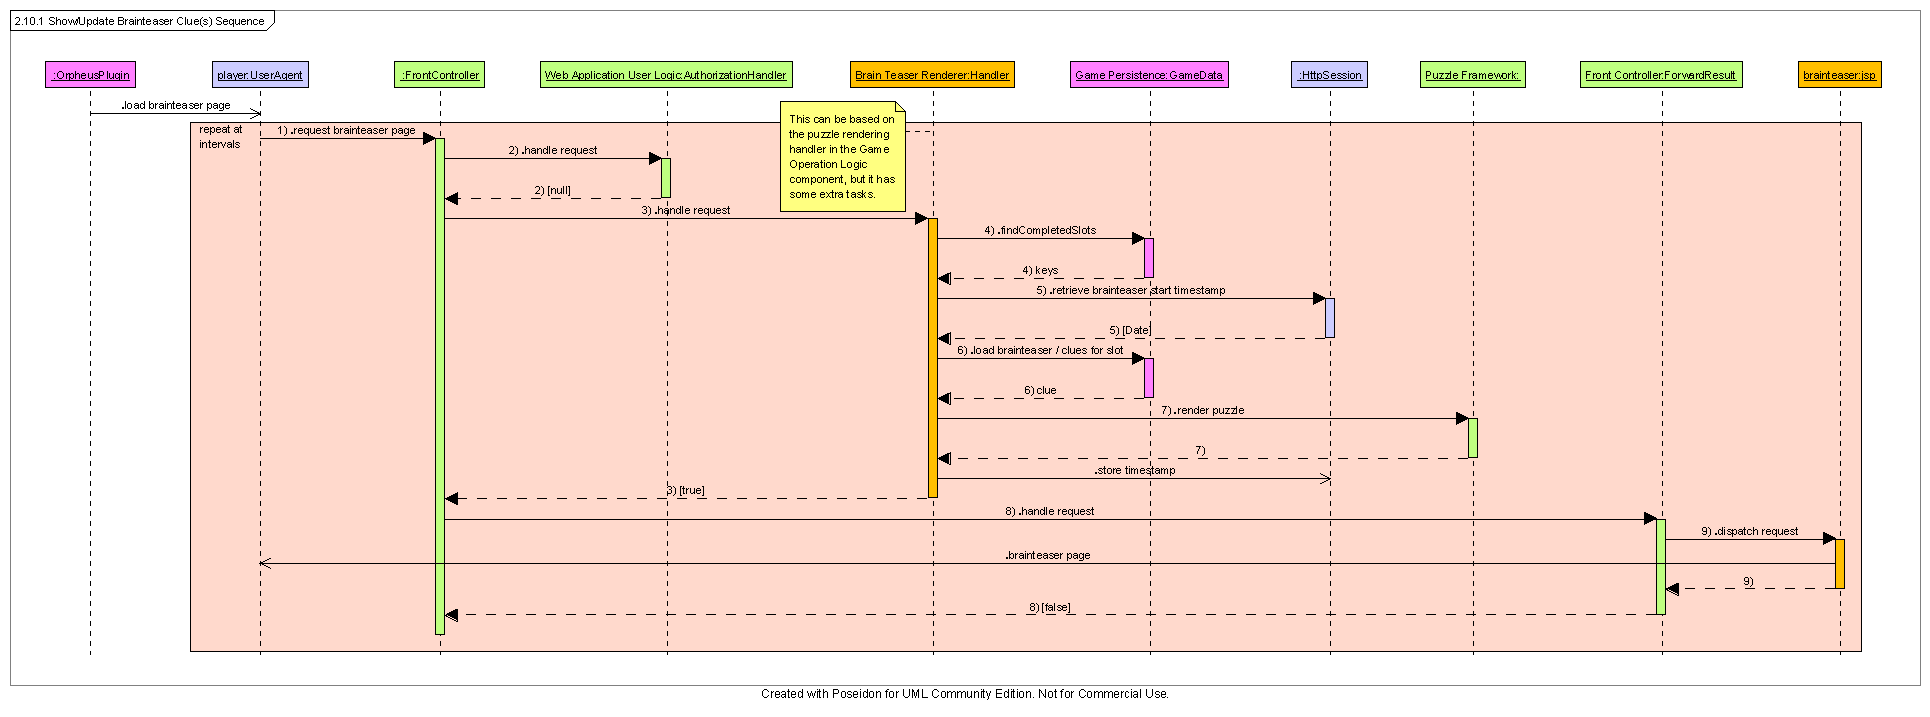 2.10.1 Show/Update Brainteaser Clue(s) Sequence
:OrpheusPlugin
player:UserAgent
:FrontController
Web Application User Logic:AuthorizationHandler
Brain Teaser Renderer:Handler
Game Persistence:GameData
:HttpSession
Puzzle Framework:
Front Controller:ForwardResult
brainteaser:jsp
.load brainteaser page
repeat at
intervals
1) .request brainteaser page
This can be based on
the puzzle rendering
handler in the Game
Operation Logic
component, but it has
some extra tasks.
2) .handle request
2) [null]
3) .handle request
4) .findCompletedSlots
4) keys
5) .retrieve brainteaser start timestamp
5) [Date]
6) .load brainteaser / clues for slot
6) clue
7) .render puzzle
7)
.store timestamp
3) [true]
8) .handle request
9) .dispatch request
.brainteaser page
9)
8) [false]
Created with Poseidon for UML Community Edition. Not for Commercial Use.